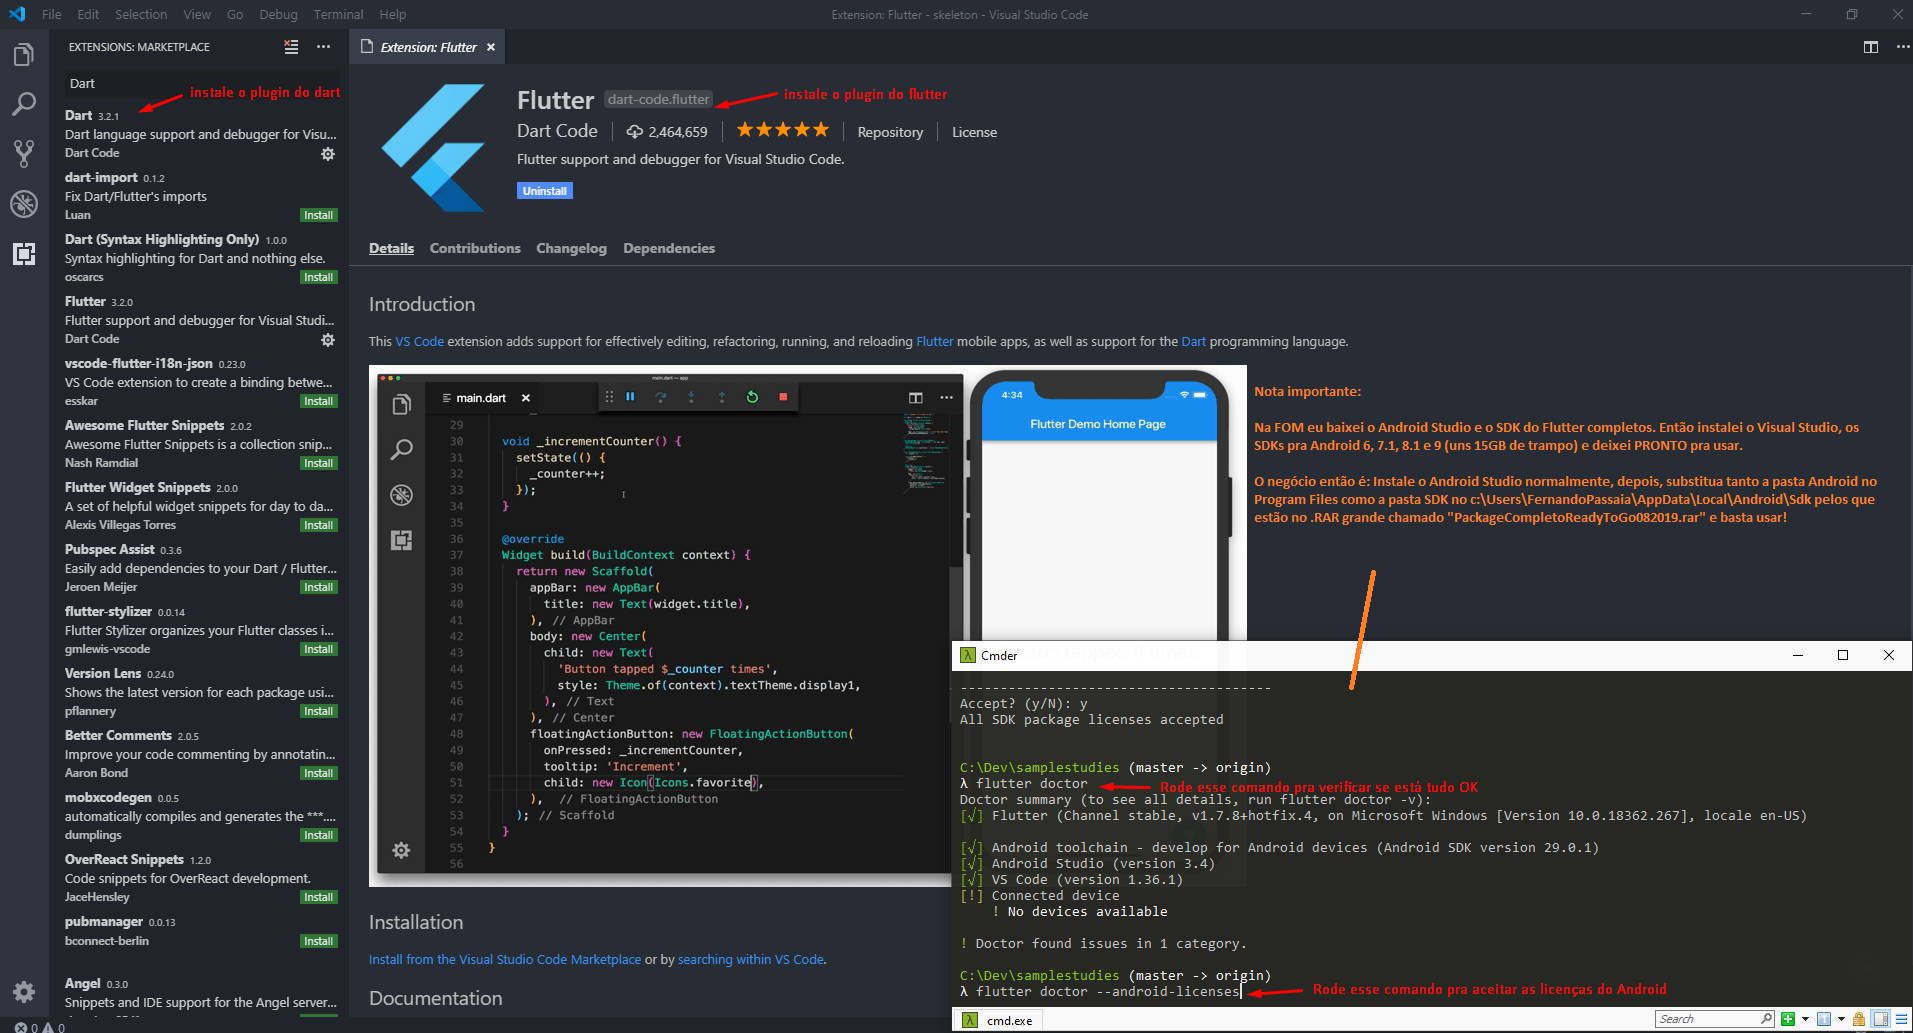 File Edit Selection View Go Debug Terminal Help
Extension: Flutter - skeleton - Visual Studio Code
EXTENSIONS: MARKETPLACE
Dart
instale o plugin do dart
Dart 3.2.1
Dart language support and debugger for Visu...
Dart Code
dart-import 0.1.2
Fix Dart/Flutter's imports
Luan
Install
Dart (Syntax Highlighting Only) 1.0.0
Syntax highlighting for Dart and nothing else.
oscarcs
Install
Flutter 3.2.0
Flutter support and debugger for Visual Studi...
Dart Code
vscode-flutter-i18n-json 0.23.0
VS Code extension to create a binding betwe...
esskar
Install
Awesome Flutter Snippets 2.0.2
Awesome Flutter Snippets is a collection snip...
Nash Ramdial
Install
Flutter Widget Snippets 2.0.0
A set of helpful widget snippets for day to da...
Alexis Villegas Torres
Install
Pubspec Assist 0.3.6
Easily add dependencies to your Dart / Flutter...
Jeroen Meijer
Install
flutter-stylizer 0.0.14
Flutter Stylizer organizes your Flutter classes i...
gmlewis-vscode
Install
Version Lens 0.24.0
Shows the latest version for each package usi...
pflannery
Install
Better Comments 2.0.5
Improve your code commenting by annotatin...
Aaron Bond
Install
mobxcodegen 0.0.5
automatically compiles and generates the ***....
dumplings
Install
OverReact Snippets 1.2.0
Code snippets for OverReact development.
JaceHensley
Install
pubmanager 0.0.13
bconnect-berlin
Install
Angel 0.3.0
Snippets and IDE support for the Angel server...
0 0
Extension: Flutter
Flutter dart-code.flutter
instale o plugin do flutter
Dart Code 2,464,659 Repository License
Flutter support and debugger for Visual Studio Code.
Uninstall
Details Contributions Changelog Dependencies
Introduction
This VS Code extension adds support for effectively editing, refactoring, running, and reloading Flutter mobile apps, as well as support for the Dart programming language.
main.dart — app
main.dart
29
30 void _incrementCounter() {
31 setState(() {
32 _counter++;
33 });
34 }
35
36 @override
37 Widget build(BuildContext context) {
38 return new Scaffold(
39 appBar: new AppBar(
40 title: new Text(widget.title),
41 ), // AppBar
42 body: new Center(
43 child: new Text(
44 'Button tapped $_counter times',
45 style: Theme.of(context).textTheme.display1,
46 ), // Text
47 ), // Center
48 floatingActionButton: new FloatingActionButton(
49 onPressed: _incrementCounter,
50 tooltip: 'Increment',
51 child: new Icon(Icons.favorite),
52 ), // FloatingActionButton
53 ); // Scaffold
54 }
55 }
56
4:34
Flutter Demo Home Page
Nota importante:
Na FOM eu baixei o Android Studio e o SDK do Flutter completos. Então instalei o Visual Studio, os
SDKs pra Android 6, 7.1, 8.1 e 9 (uns 15GB de trampo) e deixei PRONTO pra usar.
O negócio então é: Instale o Android Studio normalmente, depois, substitua tanto a pasta Android no
Program Files como a pasta SDK no c:\Users\FernandoPassaia\AppData\Local\Android\Sdk pelos que
estão no .RAR grande chamado "PackageCompletoReadyToGo082019.rar" e basta usar!
Installation
Install from the Visual Studio Code Marketplace or by searching within VS Code.
Documentation
Cmder
---------------------------------------
Accept? (y/N): y
All SDK package licenses accepted
C:\Dev\samplestudies (master -> origin)
λ flutter doctor
Rode esse comando pra verificar se está tudo OK
Doctor summary (to see all details, run flutter doctor -v):
[√] Flutter (Channel stable, v1.7.8+hotfix.4, on Microsoft Windows [Version 10.0.18362.267], locale en-US)
[√] Android toolchain - develop for Android devices (Android SDK version 29.0.1)
[√] Android Studio (version 3.4)
[√] VS Code (version 1.36.1)
[!] Connected device
! No devices available
! Doctor found issues in 1 category.
C:\Dev\samplestudies (master -> origin)
λ flutter doctor --android-licenses
Rode esse comando pra aceitar as licenças do Android
cmd.exe
Search